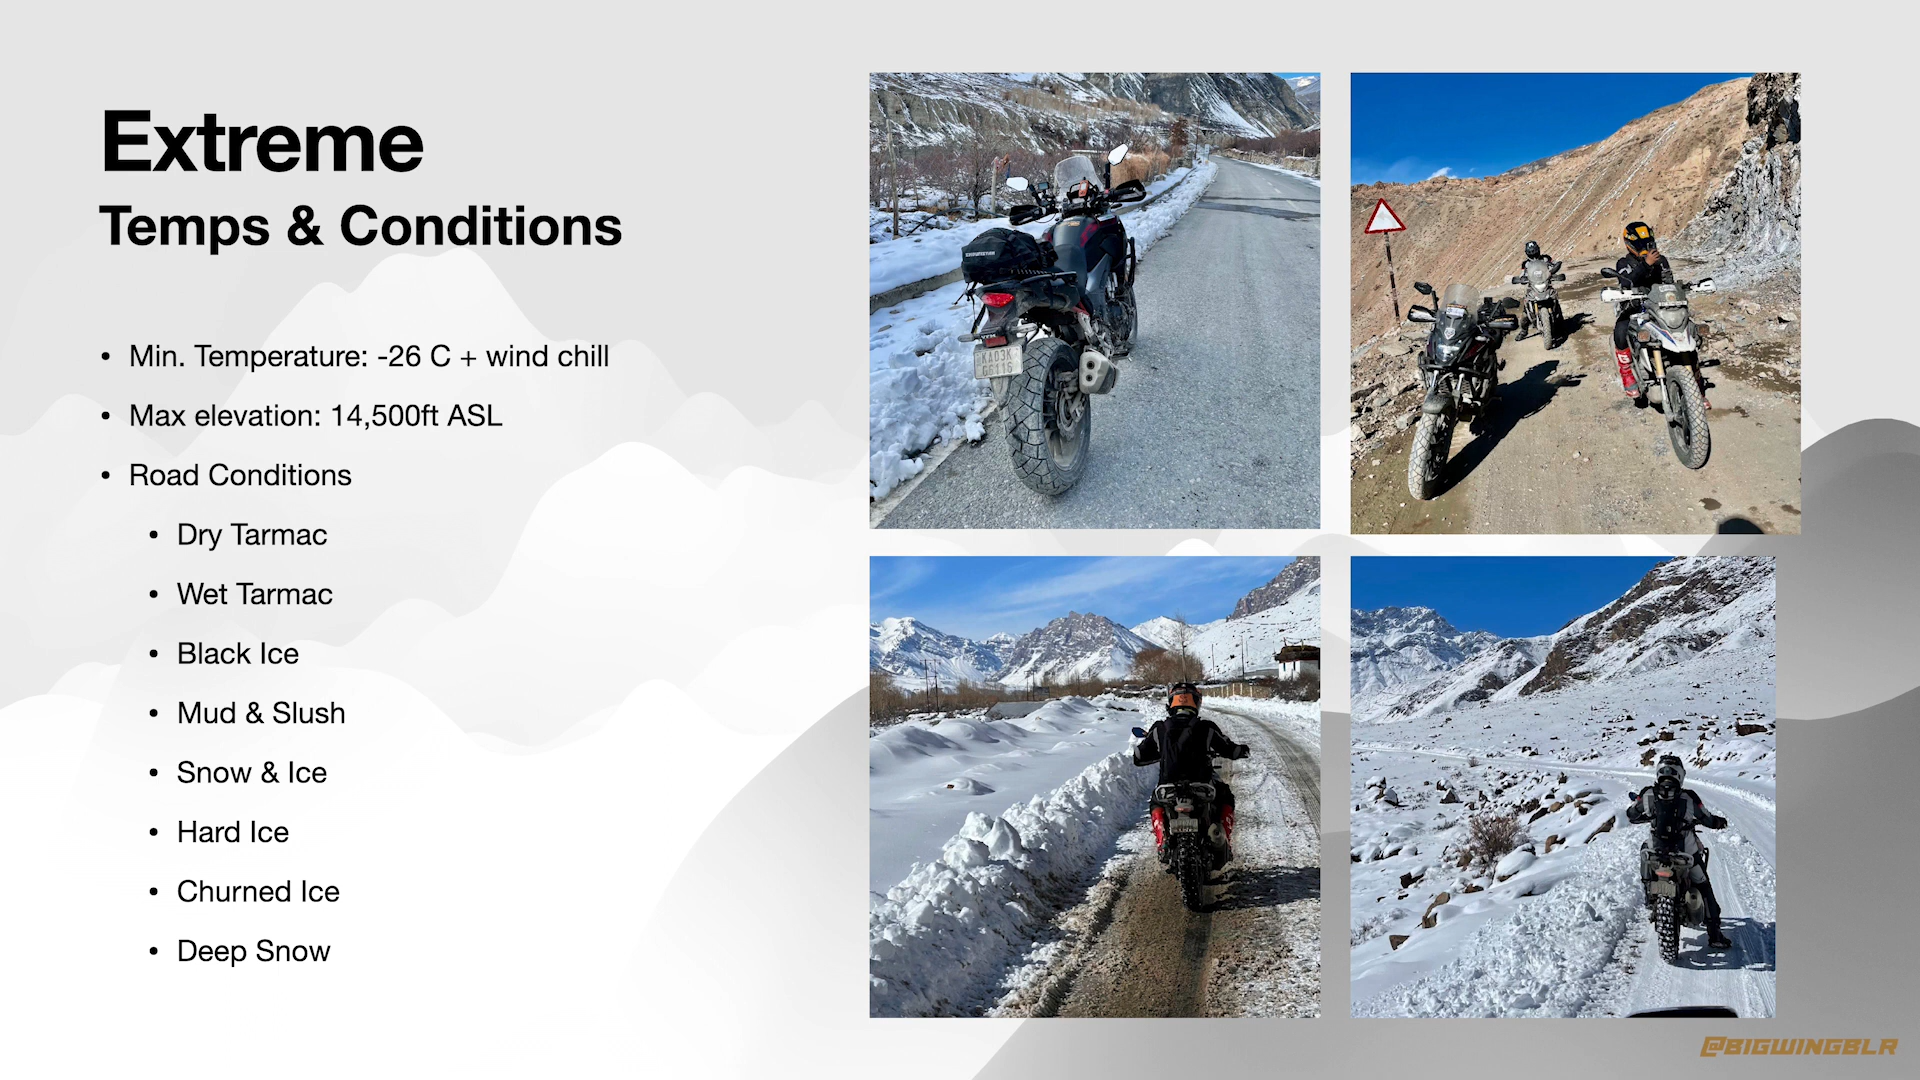 Extreme
Temps & Conditions
• Min. Temperature: -26 C + wind chill
• Max elevation: 14,500ft ASL
• Road Conditions
• Dry Tarmac
• Wet Tarmac
• Black Ice
• Mud & Slush
• Snow & Ice
• Hard Ice
• Churned Ice
• Deep Snow
KA03K
@BIGWINGBLR